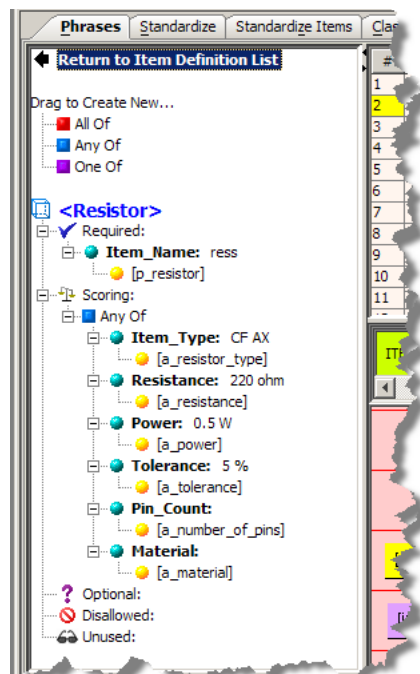 Phrases Standardize Standardize Items
Return to Item Definition List
#
Drag to Create New...
All Of
Any Of
One Of
<Resistor>
Required:
Item_Name: ress
[p_resistor]
Scoring:
Any Of
Item_Type: CF AX
[a_resistor_type]
Resistance: 220 ohm
[a_resistance]
Power: 0.5 W
[a_power]
Tolerance: 5 %
[a_tolerance]
Pin_Count:
[a_number_of_pins]
Material:
[a_material]
Optional:
Disallowed:
Unused:
1
2
3
4
5
6
7
8
9
10
11